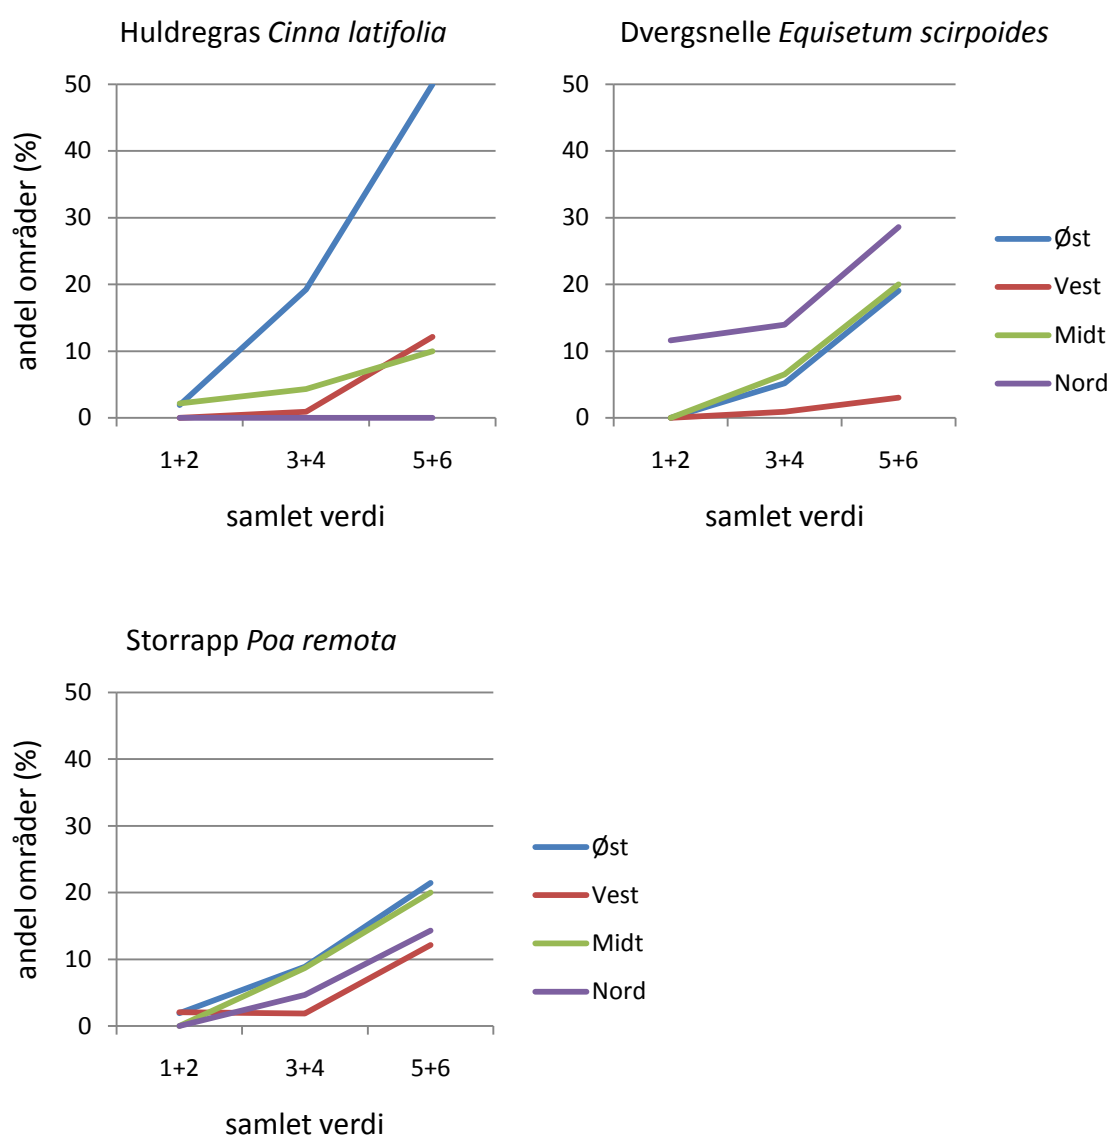 Huldregras Cinna latifolia
andel områder (%)
50
40
30
20
10
0
1+2 3+4 5+6
samlet verdi
Dvergsnelle Equisetum scirpoides
50
40
30
20
10
0
1+2 3+4 5+6
samlet verdi
Øst
Vest
Midt
Nord
Storrapp Poa remota
andel områder (%)
50
40
30
20
10
0
1+2 3+4 5+6
samlet verdi
Øst
Vest
Midt
Nord